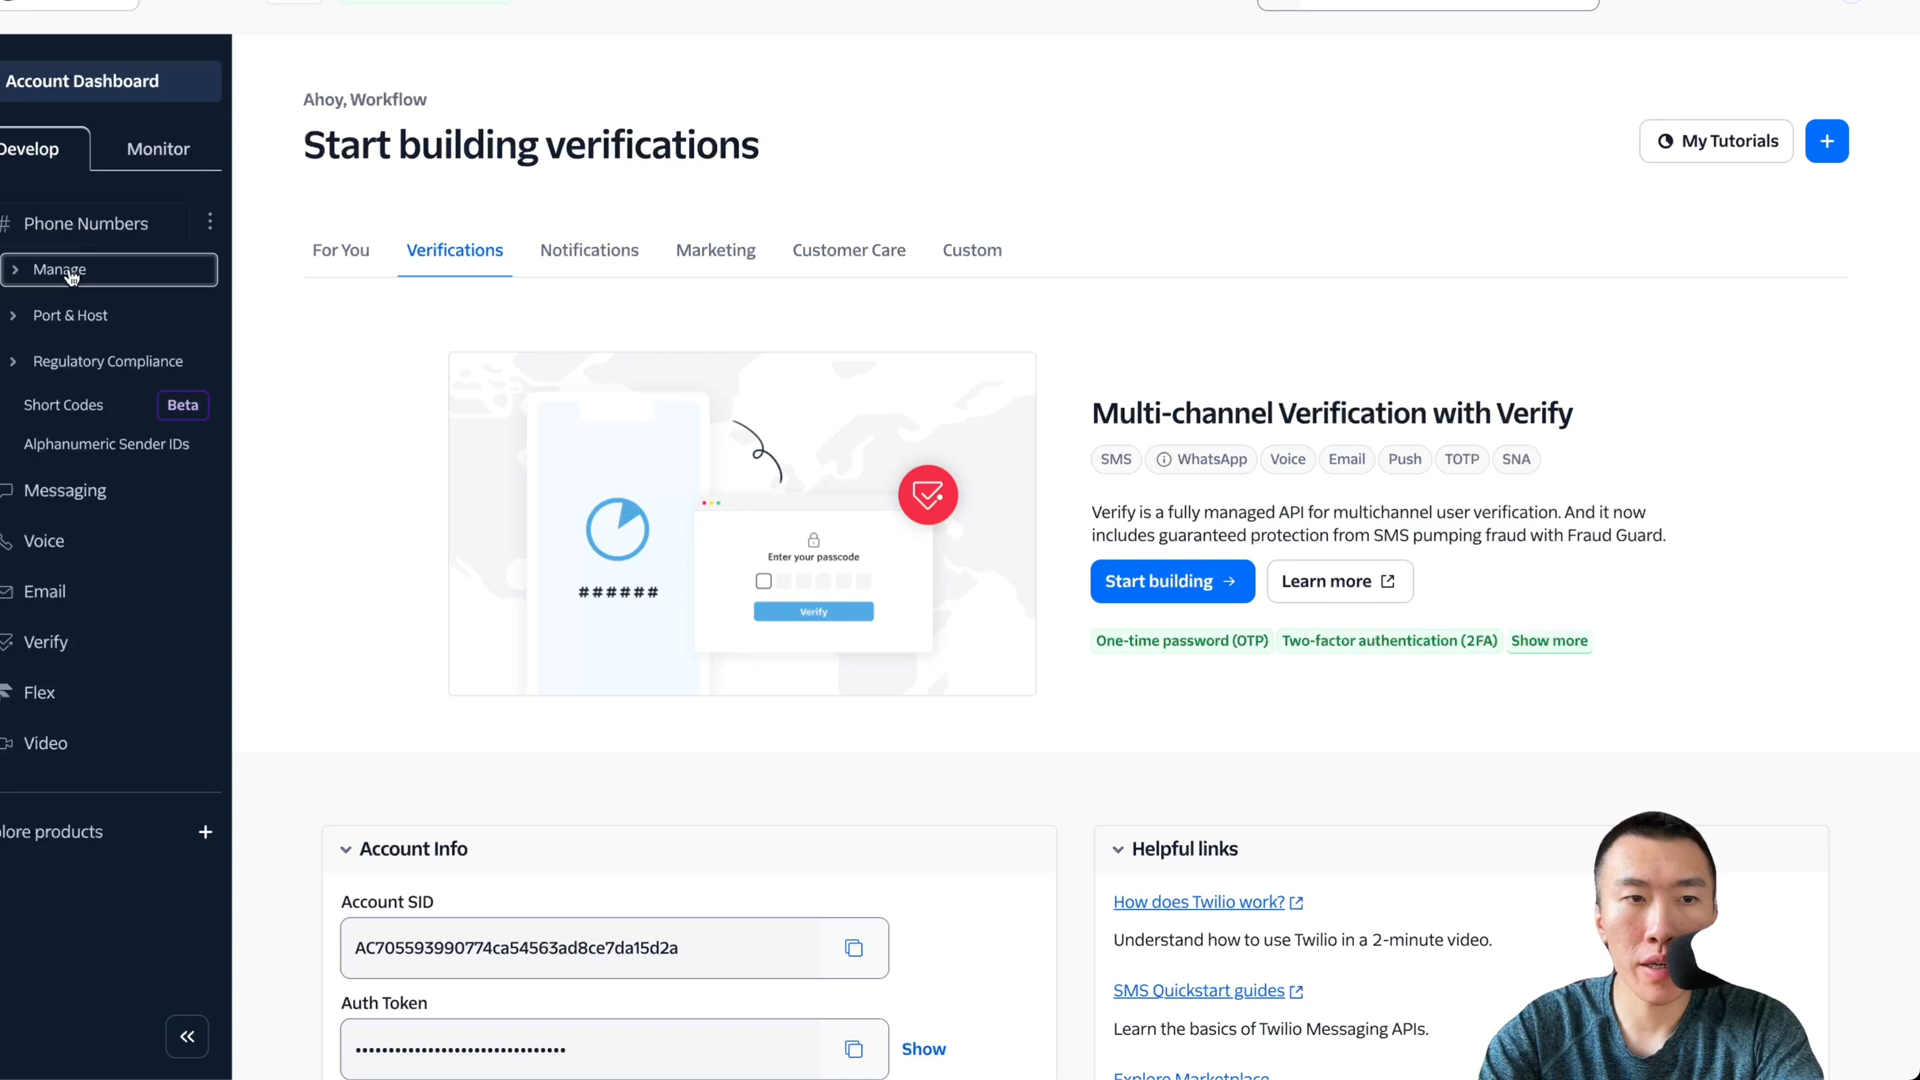 Account Dashboard
Develop
Monitor
# Phone Numbers
Manage
Port & Host
Regulatory Compliance
Short Codes Beta
Alphanumeric Sender IDs
Messaging
Voice
Email
Verify
Flex
Video
lore products +
Ahoy, Workflow
Start building verifications
My Tutorials
+
For You
Verifications
Notifications
Marketing
Customer Care
Custom
Enter your passcode
Verify
######
Multi-channel Verification with Verify
SMS
WhatsApp
Voice
Email
Push
TOTP
SNA
Verify is a fully managed API for multichannel user verification. And it now
includes guaranteed protection from SMS pumping fraud with Fraud Guard.
Start building →
Learn more
One-time password (OTP)
Two-factor authentication (2FA)
Show more
Account Info
Account SID
AC705593990774ca54563ad8ce7da15d2a
Auth Token
••••••••••••••••••••••••••••••••
Show
Helpful links
How does Twilio work?
Understand how to use Twilio in a 2-minute video.
SMS Quickstart guides
Learn the basics of Twilio Messaging APIs.
Explore Marketplace